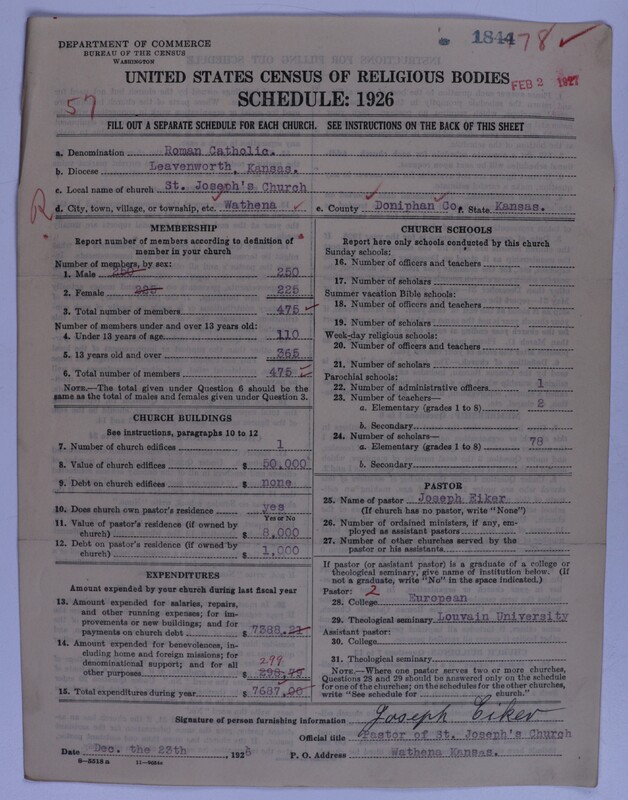 1844 78 ✓
DEPARTMENT OF COMMERCE
BUREAU OF THE CENSUS
WASHINGTON
UNITED STATES CENSUS OF RELIGIOUS BODIES
FEB 2 1927
57
SCHEDULE: 1926
FILL OUT A SEPARATE SCHEDULE FOR EACH CHURCH. SEE INSTRUCTIONS ON THE BACK OF THIS SHEET
a. Denomination Roman Catholic.
b. Diocese Leavenworth, Kansas.
c. Local name of church St. Joseph's Church
R
d. City, town, village, or township, etc. Wathena
e. County Doniphan Co, State Kansas.
MEMBERSHIP
Report number of members according to definition of
member in your church
Number of members, by sex:
1. Male 250 250
2. Female 225 225
3. Total number of members 475
Number of members under and over 13 years old:
4. Under 13 years of age 110
5. 13 years old and over 365
6. Total number of members 475
NOTE.—The total given under Question 6 should be the
same as the total of males and females given under Question 3.
CHURCH BUILDINGS
See instructions, paragraphs 10 to 12
7. Number of church edifices 1
8. Value of church edifices $ 50,000
9. Debt on church edifices $ none
10. Does church own pastor's residence yes
Yes or No
11. Value of pastor's residence (if owned by
church) $ 8,000
12. Debt on pastor's residence (if owned by
church) $ 1,000
EXPENDITURES
Amount expended by your church during last fiscal year
13. Amount expended for salaries, repairs,
and other running expenses; for im-
provements or new buildings; and for
payments on church debt $ 7388.21
14. Amount expended for benevolences, in-
cluding home and foreign missions; for
denominational support; and for all
299
other purposes $ 298.79
15. Total expenditures during year $ 7687.00
CHURCH SCHOOLS
Report here only schools conducted by this church
Sunday schools:
16. Number of officers and teachers
17. Number of scholars
Summer vacation Bible schools:
18. Number of officers and teachers
19. Number of scholars
Week-day religious schools:
20. Number of officers and teachers
21. Number of scholars
Parochial schools:
22. Number of administrative officers 1
23. Number of teachers—
a. Elementary (grades 1 to 8) 2
b. Secondary
24. Number of scholars—
a. Elementary (grades 1 to 8) 78
b. Secondary
PASTOR
25. Name of pastor Joseph Eiker
(If church has no pastor, write "None")
26. Number of ordained ministers, if any, em-
ployed as assistant pastors
27. Number of other churches served by the
pastor or his assistants
If pastor (or assistant pastor) is a graduate of a college or
theological seminary, give name of institution below. (If
not a graduate, write "No" in the space indicated.)
Pastor: 2
28. College European
29. Theological seminary Louvain University
Assistant pastor:
30. College
31. Theological seminary
NOTE.—Where one pastor serves two or more churches,
Questions 28 and 29 should be answered only on the schedule
for one of the churches; on the schedules for the other churches,
write "See schedule for church."
Signature of person furnishing information Joseph Eiker
Official title Pastor of St. Joseph's Church
Date Dec. the 28th, 1926
P. O. Address Wathena Kansas.